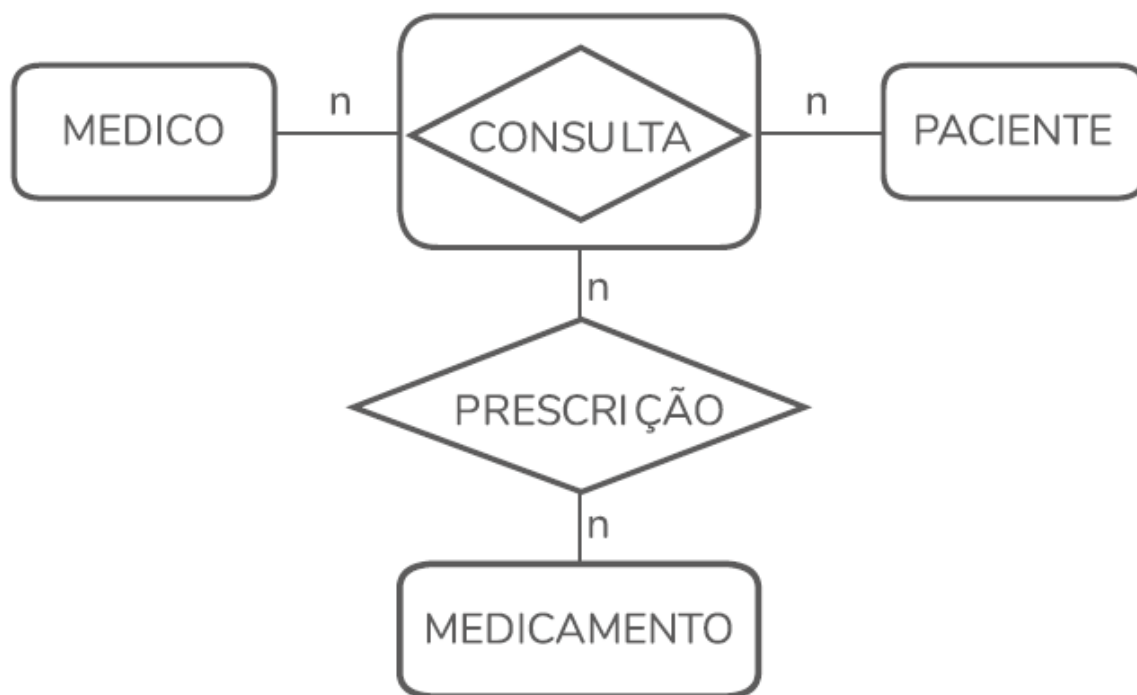 MEDICO
n
CONSULTA
n
PACIENTE
n
PRESCRIÇÃO
n
MEDICAMENTO